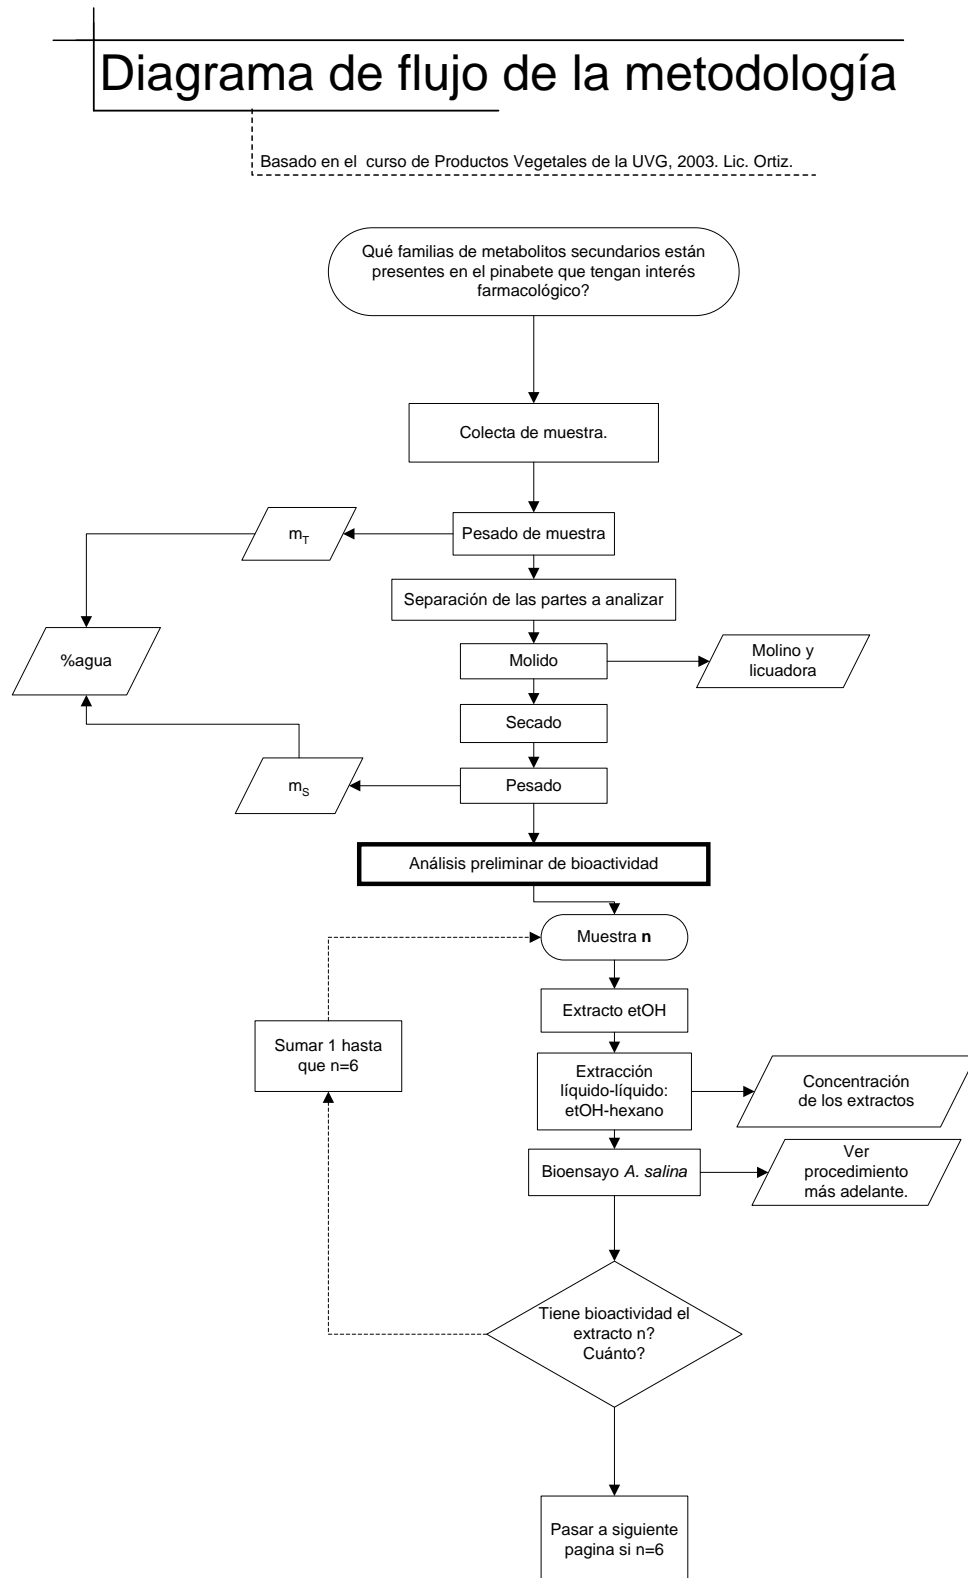 Diagrama de flujo de la metodología
Basado en el curso de Productos Vegetales de la UVG, 2003. Lic. Ortiz.
Qué familias de metabolitos secundarios están
presentes en el pinabete que tengan interés
farmacológico?
Colecta de muestra.
Pesado de muestra
m_T
Separación de las partes a analizar
%agua
Molido
Molino y
licuadora
Secado
Pesado
m_S
Análisis preliminar de bioactividad
Muestra n
Extracto etOH
Sumar 1 hasta
que n=6
Extracción
líquido-líquido:
etOH-hexano
Concentración
de los extractos
Bioensayo A. salina
Ver
procedimiento
más adelante.
Tiene bioactividad el
extracto n?
Cuánto?
Pasar a siguiente
pagina si n=6